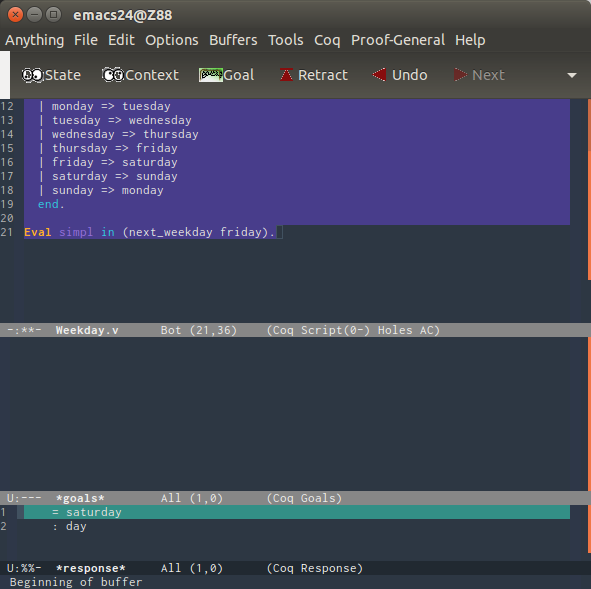 emacs24@Z88
Anything File Edit Options Buffers Tools Coq Proof-General Help
State Context Goal Retract Undo Next
12   | monday => tuesday
13   | tuesday => wednesday
14   | wednesday => thursday
15   | thursday => friday
16   | friday => saturday
17   | saturday => sunday
18   | sunday => monday
19   end.
20
21 Eval simpl in (next_weekday friday).
-:**-  Weekday.v      Bot (21,36)    (Coq Script(0-) Holes AC)
U:---  *goals*        All (1,0)      (Coq Goals)
1      = saturday
2      : day
U:%%-  *response*     All (1,0)      (Coq Response)
Beginning of buffer